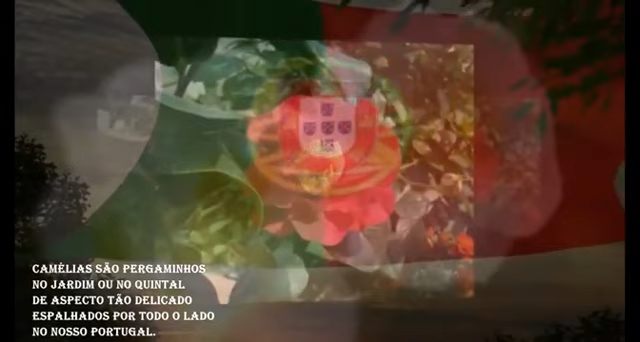 CAMÉLIAS SÃO PERGAMINHOS
NO JARDIM OU NO QUINTAL
DE ASPECTO TÃO DELICADO
ESPALHADOS POR TODO O LADO
NO NOSSO PORTUGAL.